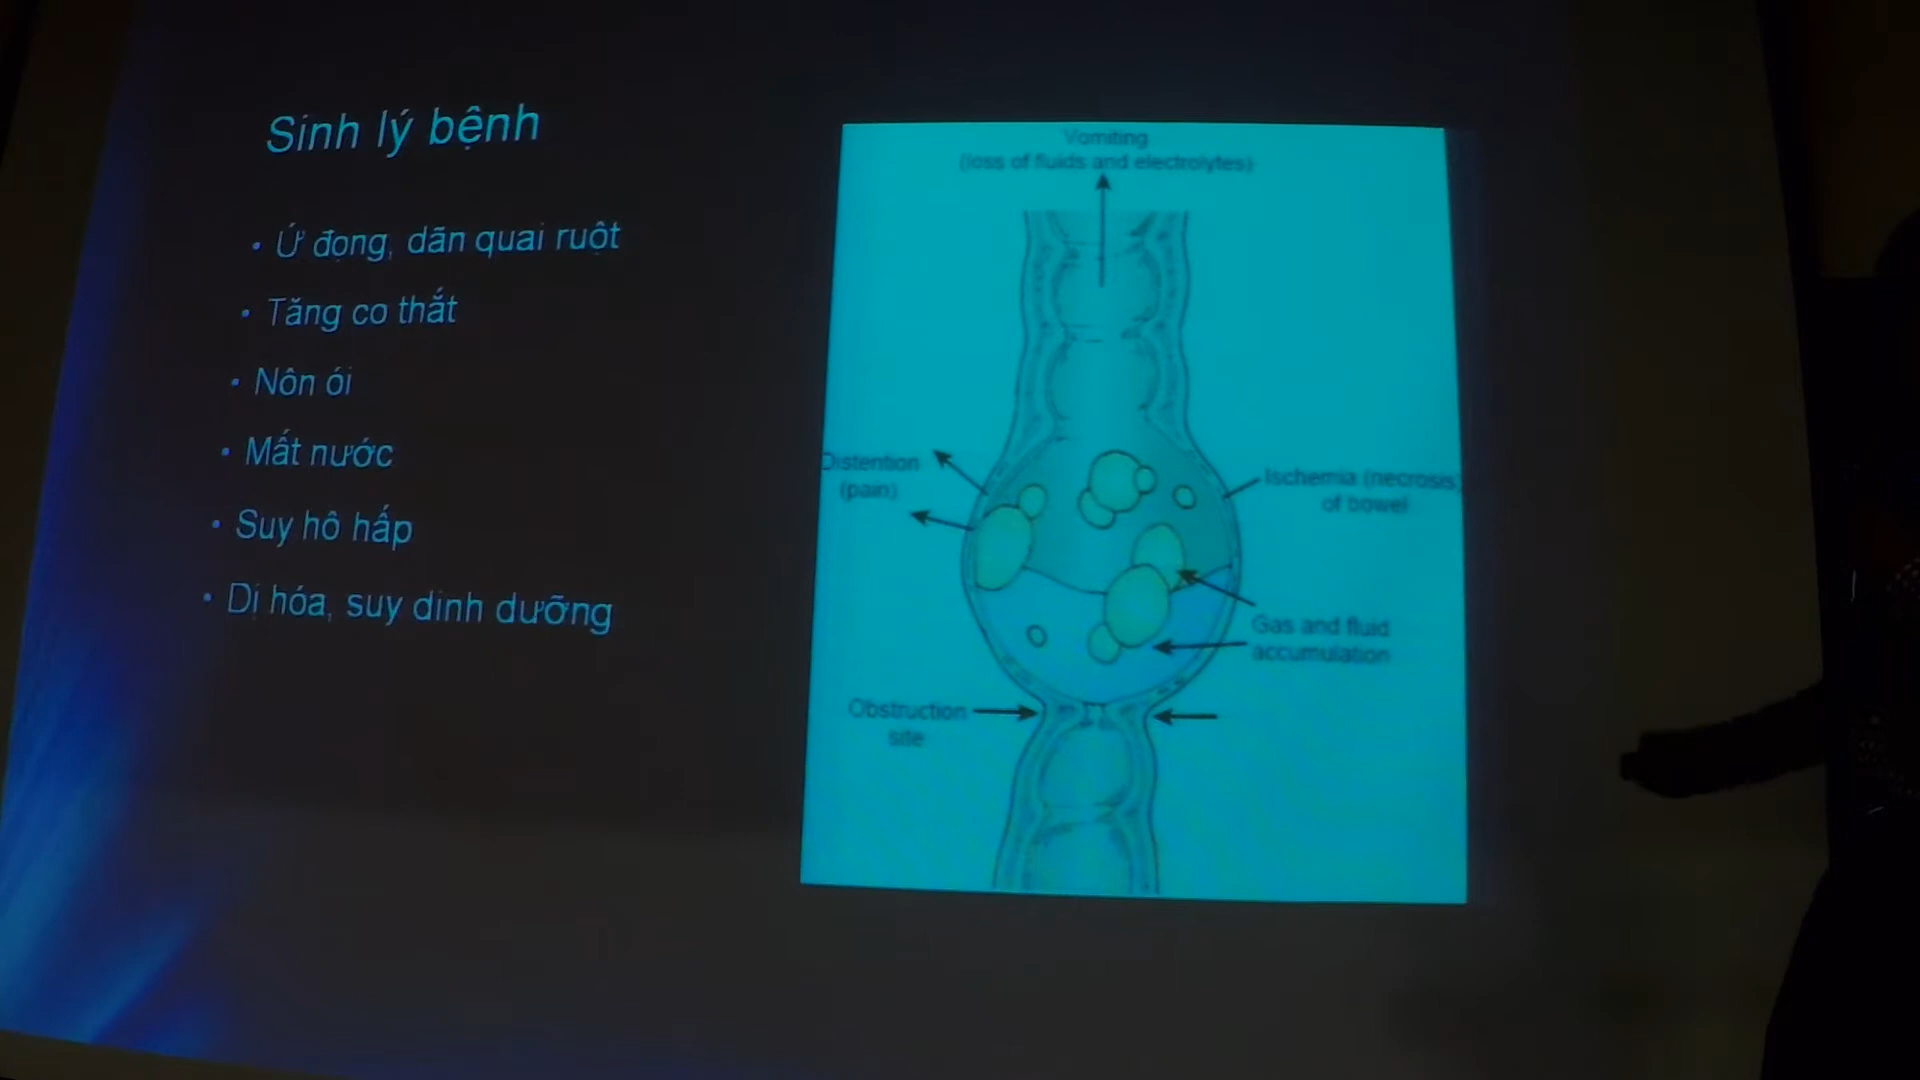 Sinh lý bệnh
• Ứ đọng, dãn quai ruột
• Tăng co thắt
• Nôn ói
• Mất nước
• Suy hô hấp
• Dị hóa, suy dinh dưỡng
Vomiting
(loss of fluids and electrolytes)
Distention
(pain)
Ischemia (necrosis)
of bowel
Gas and fluid
accumulation
Obstruction
site